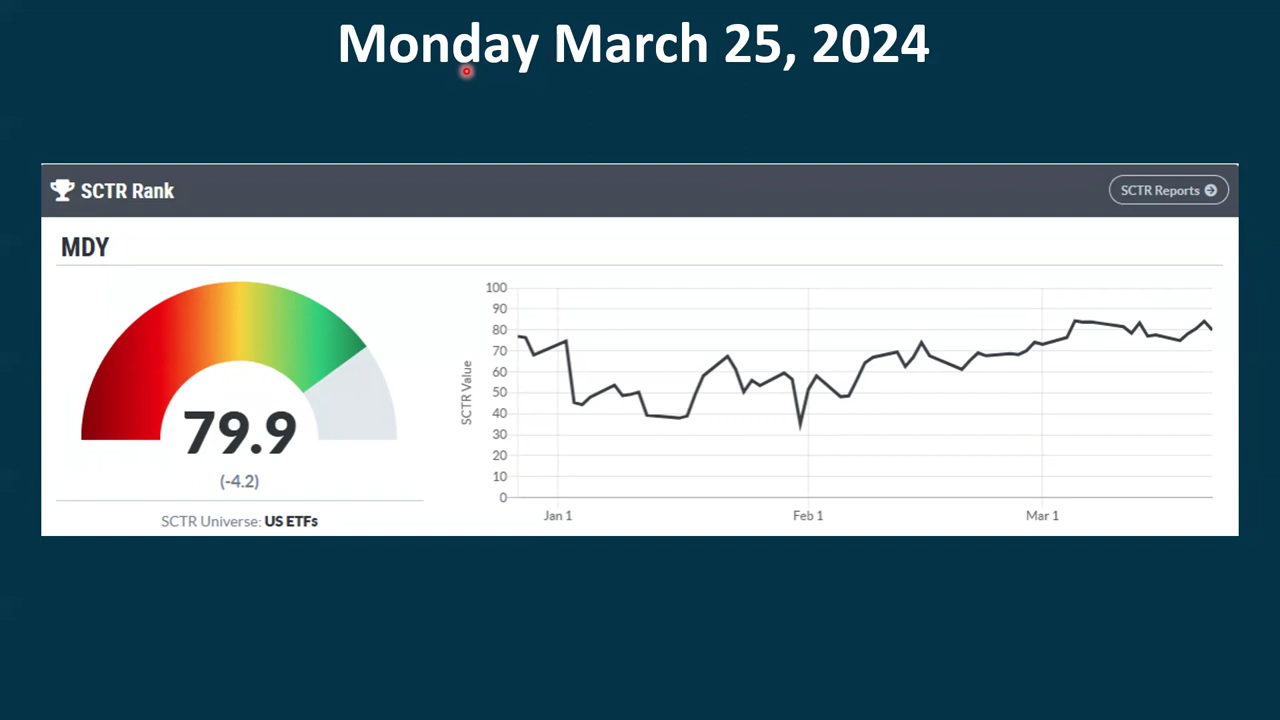 Monday March 25, 2024
SCTR Rank
SCTR Reports
MDY
79.9
(-4.2)
SCTR Universe: US ETFs
SCTR Value
100
90
80
70
60
50
40
30
20
10
0
Jan 1
Feb 1
Mar 1